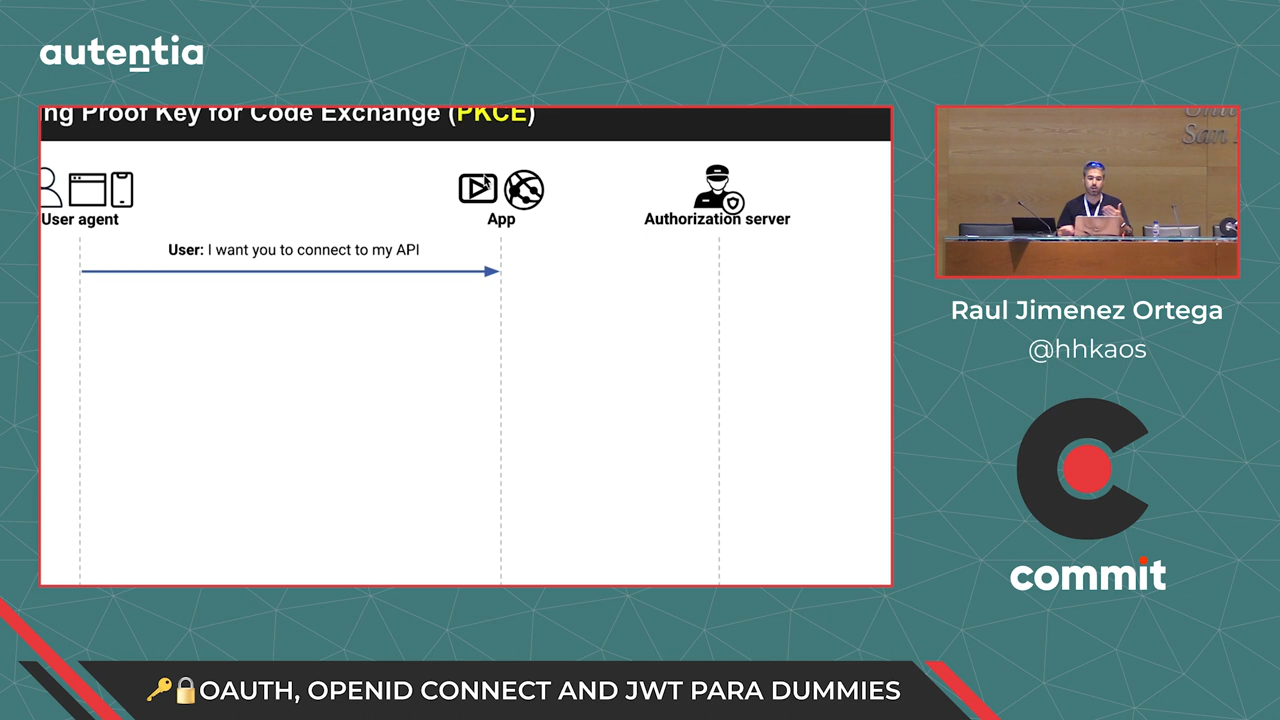 autentia
ng Proof Key for Code Exchange (PKCE)
User agent
App
Authorization server
User: I want you to connect to my API
San
Raul Jimenez Ortega
@hhkaos
commit
🔑🔒OAUTH, OPENID CONNECT AND JWT PARA DUMMIES